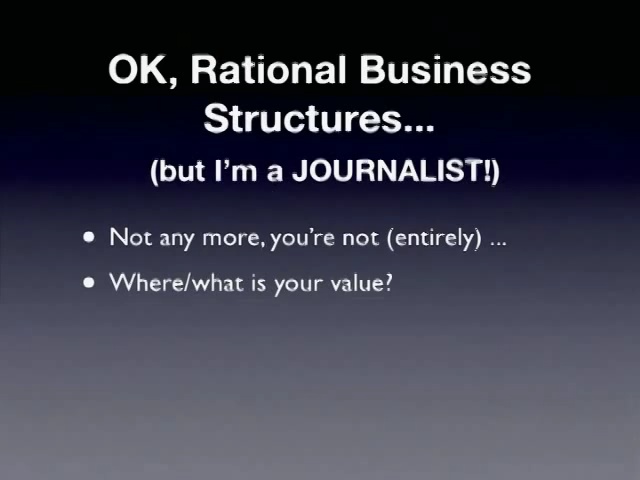 OK, Rational Business
Structures...
(but I'm a JOURNALIST!)
• Not any more, you're not (entirely) ...
• Where/what is your value?